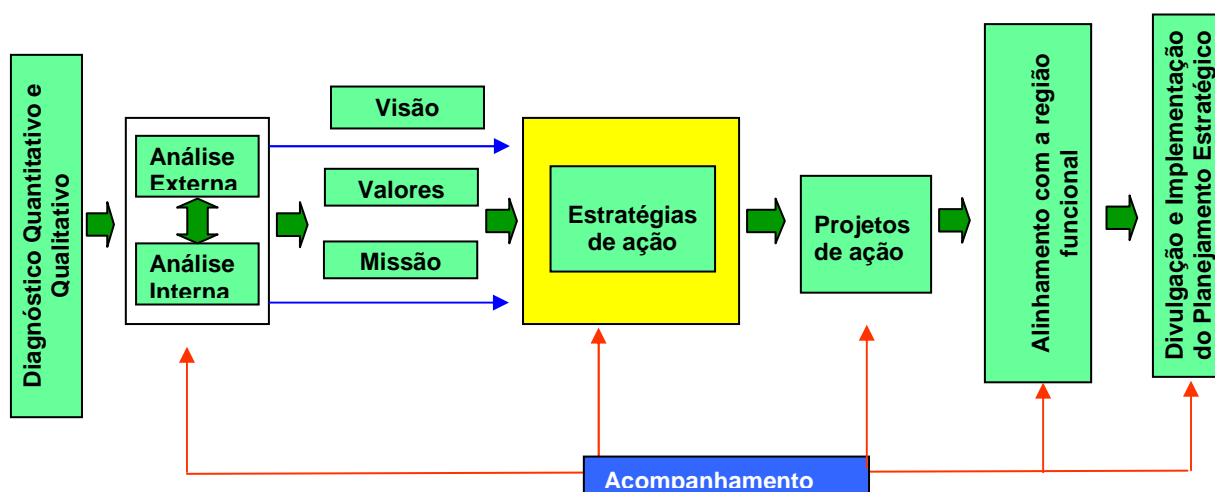 Diagnóstico Quantitativo e
Qualitativo
Análise
Externa
Análise
Interna
Visão
Valores
Missão
Estratégias
de ação
Projetos
de ação
Alinhamento com a região
funcional
Divulgação e Implementação
do Planejamento Estratégico
Acompanhamento